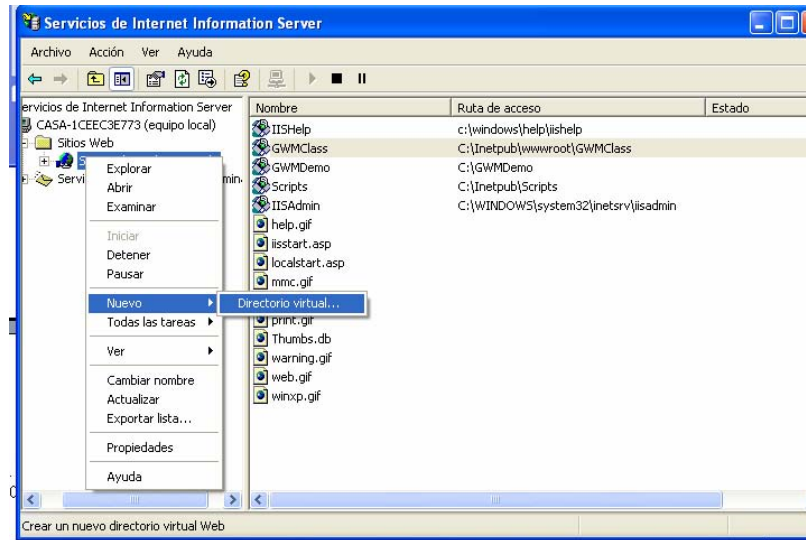 Servicios de Internet Information Server
Archivo Acción Ver Ayuda
ervicios de Internet Information Server
CASA-1CEEC3E773 (equipo local)
Sitios Web
S
Servi
min.
Explorar
Abrir
Examinar
Iniciar
Detener
Pausar
Nuevo
Directorio virtual...
Todas las tareas
Ver
Cambiar nombre
Actualizar
Exportar lista...
Propiedades
Ayuda
Nombre Ruta de acceso Estado
IISHelp c:\windows\help\iishelp
GWMClass C:\Inetpub\wwwroot\GWMClass
GWMDemo C:\GWMDemo
Scripts C:\Inetpub\Scripts
IISAdmin C:\WINDOWS\system32\inetsrv\iisadmin
help.gif
iisstart.asp
localstart.asp
mmc.gif
print.gif
Thumbs.db
warning.gif
web.gif
winxp.gif
Crear un nuevo directorio virtual Web